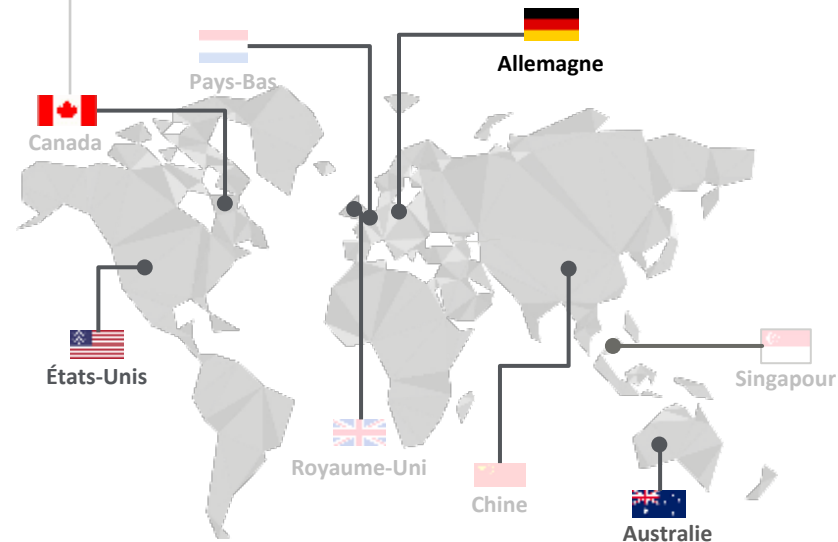 Allemagne
Pays-Bas
Canada
États-Unis
Singapour
Royaume-Uni
Chine
Australie